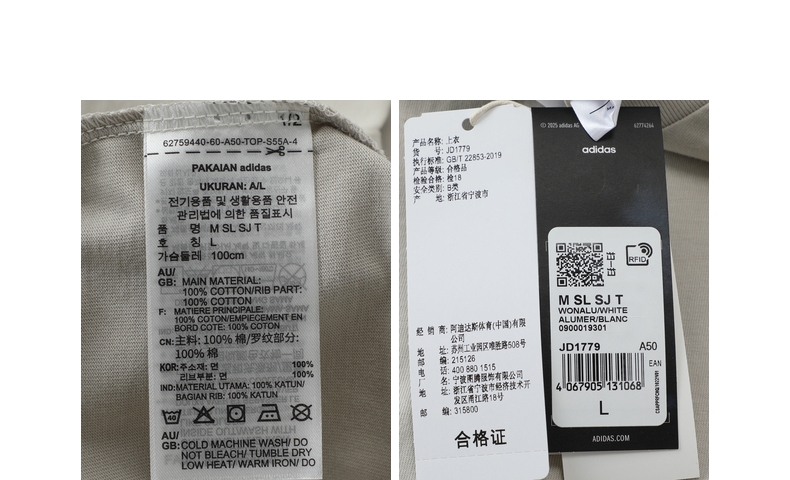 1/2
62759440-60-A50-TOP-S55A-4
PAKAIAN adidas
UKURAN: A/L
전기용품 및 생활용품 안전
관리법에 의한 품질표시
품 명 M SL SJ T
호 칭 L
가슴둘레 100cm
AU/
GB: MAIN MATERIAL:
100% COTTON/RIB PART:
100% COTTON
F: MATIERE PRINCIPALE:
100% COTON/EMPIECEMENT EN
BORD COTE: 100% COTON
CN: 主料: 100% 棉/罗纹部分:
100% 棉
KOR: 주소재: 면 100%
리브부분: 면 100%
IND: MATERIAL UTAMA: 100% KATUN/
BAGIAN RIB: 100% KATUN
40
AU/
GB: COLD MACHINE WASH/ DO
NOT BLEACH/ TUMBLE DRY
LOW HEAT/ WARM IRON/ DO
产品名称: 上衣
货 号: JD1779
执行标准: GB/T 22853-2019
产品等级: 合格品
检验合格: 检18
安全类别: B类
产 地: 浙江省宁波市
经 销 商: 阿迪达斯体育(中国)有限
公司
地 址: 苏州工业园区唯胜路508号
邮 编: 215126
电 话: 400 880 1515
厂 名: 宁波图腾服饰有限公司
地 址: 浙江省宁波市经济技术开
发区甬江路18号
邮 编: 315800
合格证
© 2025 adidas AG
62774264
adidas
RFID
M SL SJ T
WONALU/WHITE
ALUMER/BLANC
0900019301
JD1779 A50
EAN
4 067905 131068
L
ADIDAS.COM